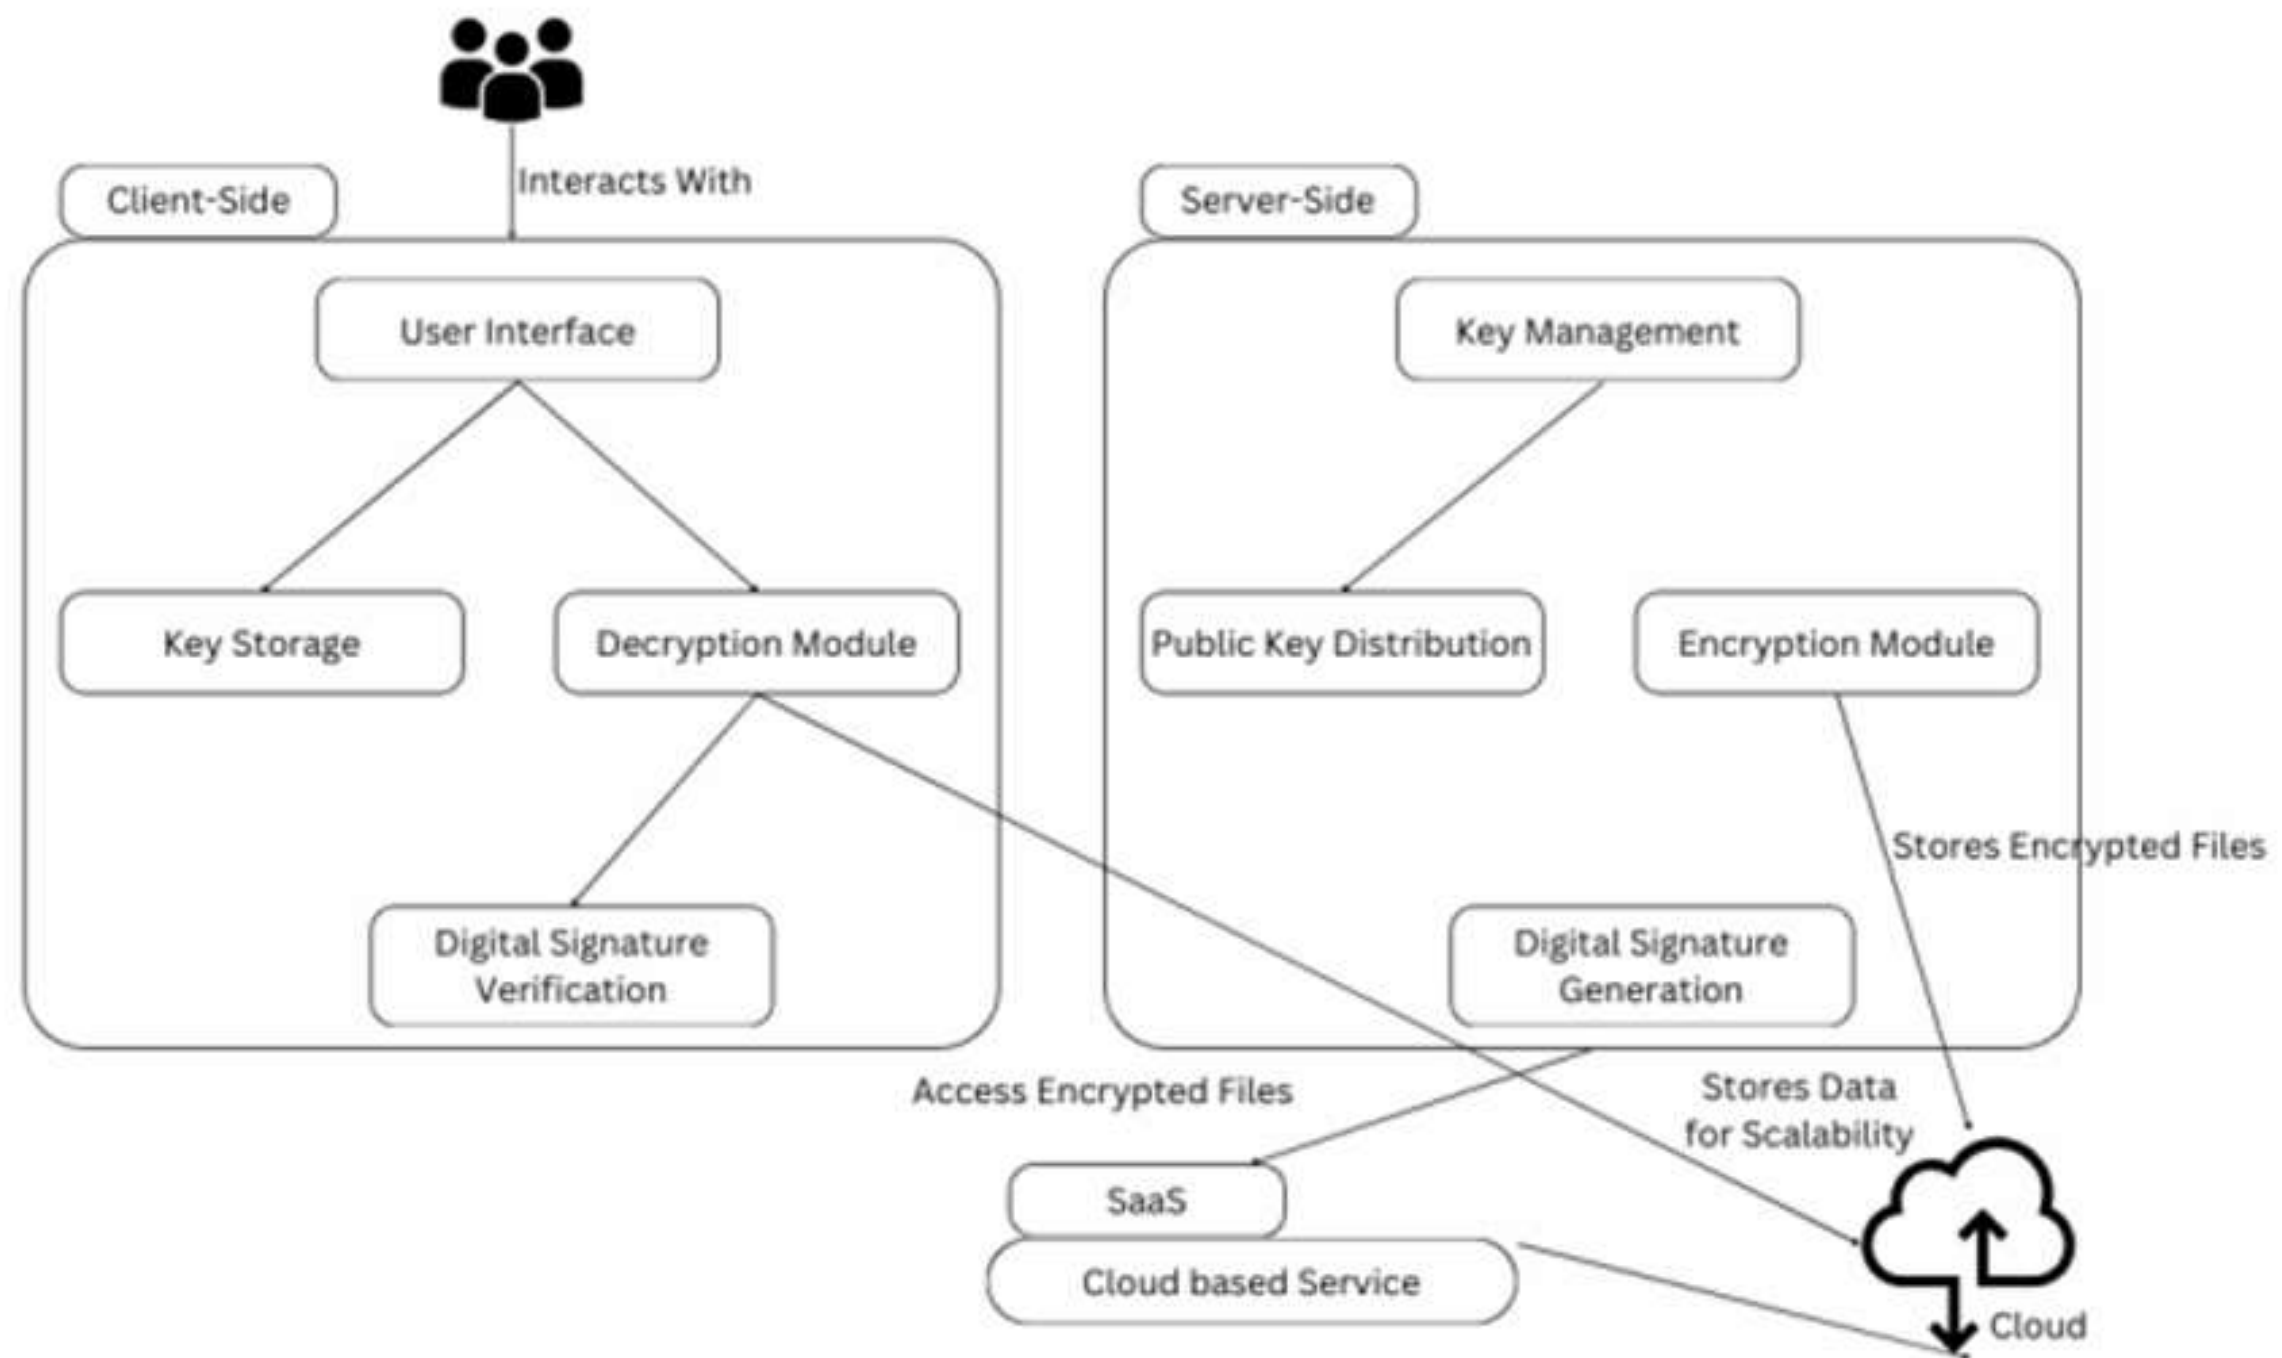 Interacts With
Client-Side
Server-Side
User Interface
Key Management
Key Storage
Decryption Module
Public Key Distribution
Encryption Module
Stores Encrypted Files
Digital Signature
Verification
Digital Signature
Generation
Access Encrypted Files
Stores Data
for Scalability
SaaS
Cloud based Service
Cloud